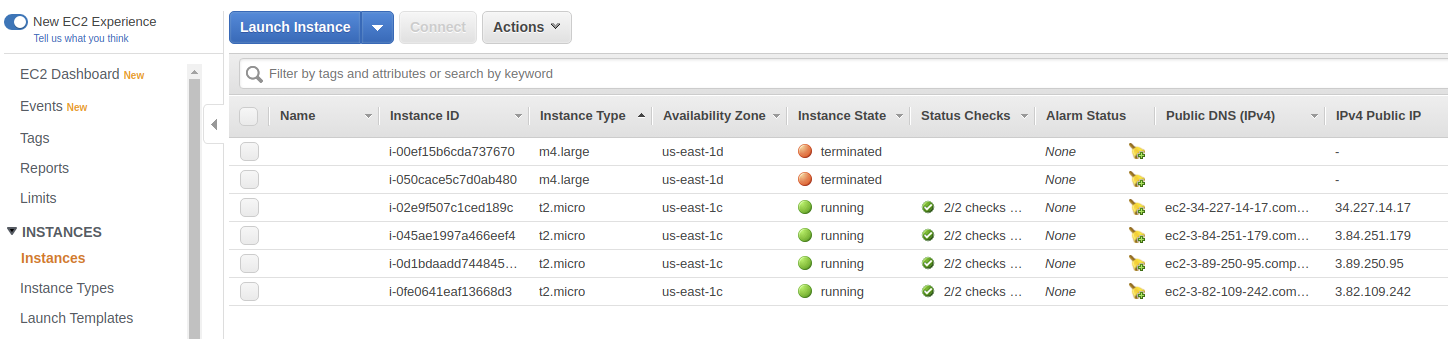 New EC2 Experience
Tell us what you think
EC2 Dashboard New
Events New
Tags
Reports
Limits
INSTANCES
Instances
Instance Types
Launch Templates
Launch Instance Connect Actions
Filter by tags and attributes or search by keyword
Name Instance ID Instance Type Availability Zone Instance State Status Checks Alarm Status Public DNS (IPv4) IPv4 Public IP
i-00ef15b6cda737670 m4.large us-east-1d terminated None -
i-050cace5c7d0ab480 m4.large us-east-1d terminated None -
i-02e9f507c1ced189c t2.micro us-east-1c running 2/2 checks ... None ec2-34-227-14-17.com... 34.227.14.17
i-045ae1997a466eef4 t2.micro us-east-1c running 2/2 checks ... None ec2-3-84-251-179.com... 3.84.251.179
i-0d1bdaadd744845... t2.micro us-east-1c running 2/2 checks ... None ec2-3-89-250-95.comp... 3.89.250.95
i-0fe0641eaf13668d3 t2.micro us-east-1c running 2/2 checks ... None ec2-3-82-109-242.com... 3.82.109.242